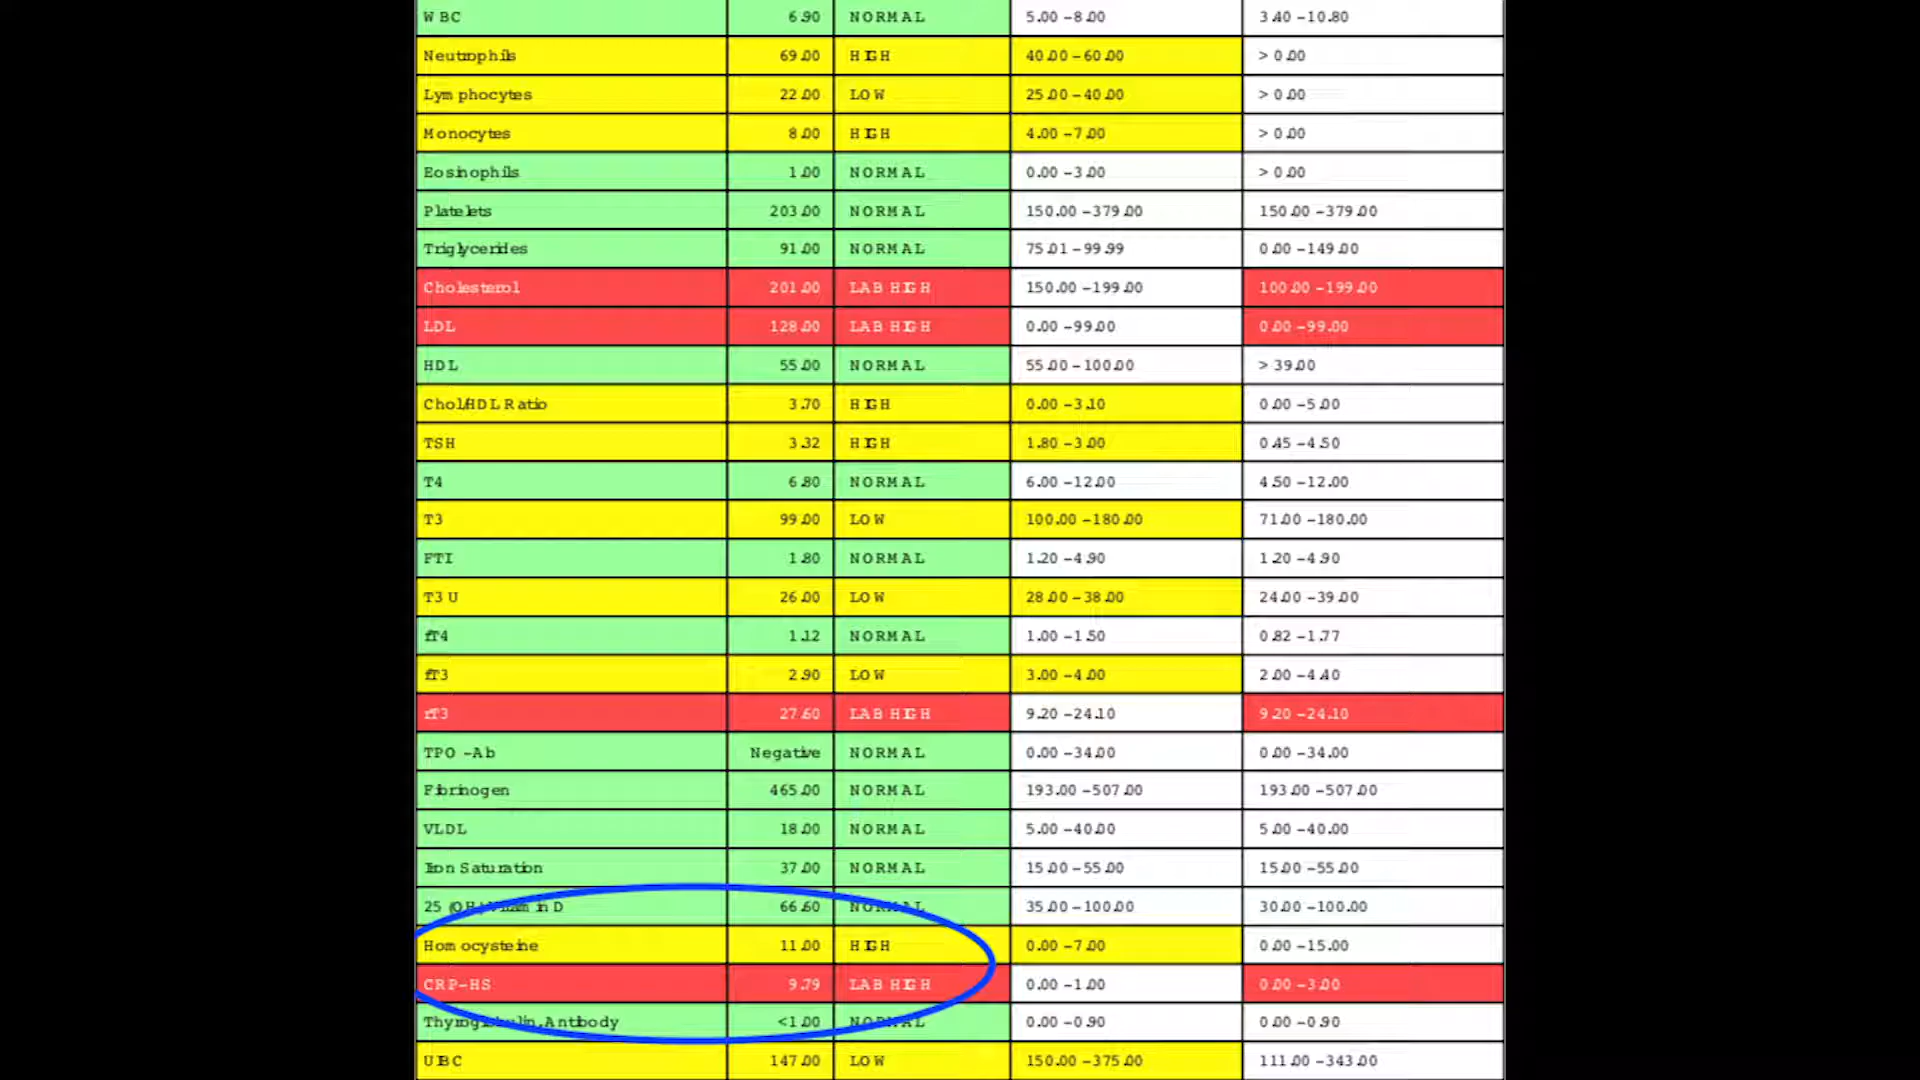 WBC 6.90 NORMAL 5.00 - 8.00 3.40 - 10.80
Neutrophils 69.00 HIGH 40.00 - 60.00 > 0.00
Lymphocytes 22.00 LOW 25.00 - 40.00 > 0.00
Monocytes 8.00 HIGH 4.00 - 7.00 > 0.00
Eosinophils 1.00 NORMAL 0.00 - 3.00 > 0.00
Platelets 203.00 NORMAL 150.00 - 379.00 150.00 - 379.00
Triglycerides 91.00 NORMAL 75.01 - 99.99 0.00 - 149.00
Cholesterol 201.00 LAB HIGH 150.00 - 199.00 100.00 - 199.00
LDL 128.00 LAB HIGH 0.00 - 99.00 0.00 - 99.00
HDL 55.00 NORMAL 55.00 - 100.00 > 39.00
Chol/HDL Ratio 3.70 HIGH 0.00 - 3.10 0.00 - 5.00
TSH 3.32 HIGH 1.80 - 3.00 0.45 - 4.50
T4 6.80 NORMAL 6.00 - 12.00 4.50 - 12.00
T3 99.00 LOW 100.00 - 180.00 71.00 - 180.00
FTI 1.80 NORMAL 1.20 - 4.90 1.20 - 4.90
T3U 26.00 LOW 28.00 - 38.00 24.00 - 39.00
fT4 1.12 NORMAL 1.00 - 1.50 0.82 - 1.77
fT3 2.90 LOW 3.00 - 4.00 2.00 - 4.40
rT3 27.60 LAB HIGH 9.20 - 24.10 9.20 - 24.10
TPO -Ab Negative NORMAL 0.00 - 34.00 0.00 - 34.00
Fibrinogen 465.00 NORMAL 193.00 - 507.00 193.00 - 507.00
VLDL 18.00 NORMAL 5.00 - 40.00 5.00 - 40.00
Iron Saturation 37.00 NORMAL 15.00 - 55.00 15.00 - 55.00
25 (OH) Vitamin D 66.60 NORMAL 35.00 - 100.00 30.00 - 100.00
Homocysteine 11.00 HIGH 0.00 - 7.00 0.00 - 15.00
CRP-HS 9.79 LAB HIGH 0.00 - 1.00 0.00 - 3.00
Thyroglobulin, Antibody <1.00 NORMAL 0.00 - 0.90 0.00 - 0.90
UIBC 147.00 LOW 150.00 - 375.00 111.00 - 343.00